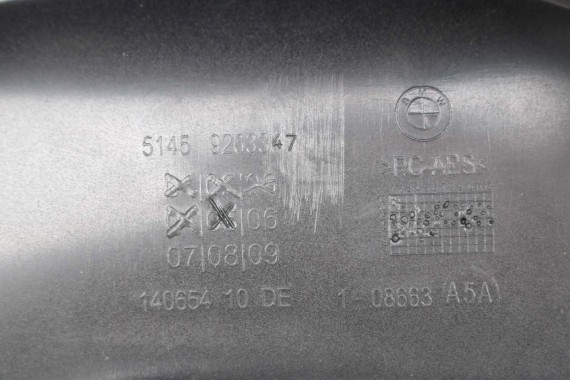 BMW
5145
>PC-ABS<
06
07|08|09
140654 10 DE
1-08663 A5A